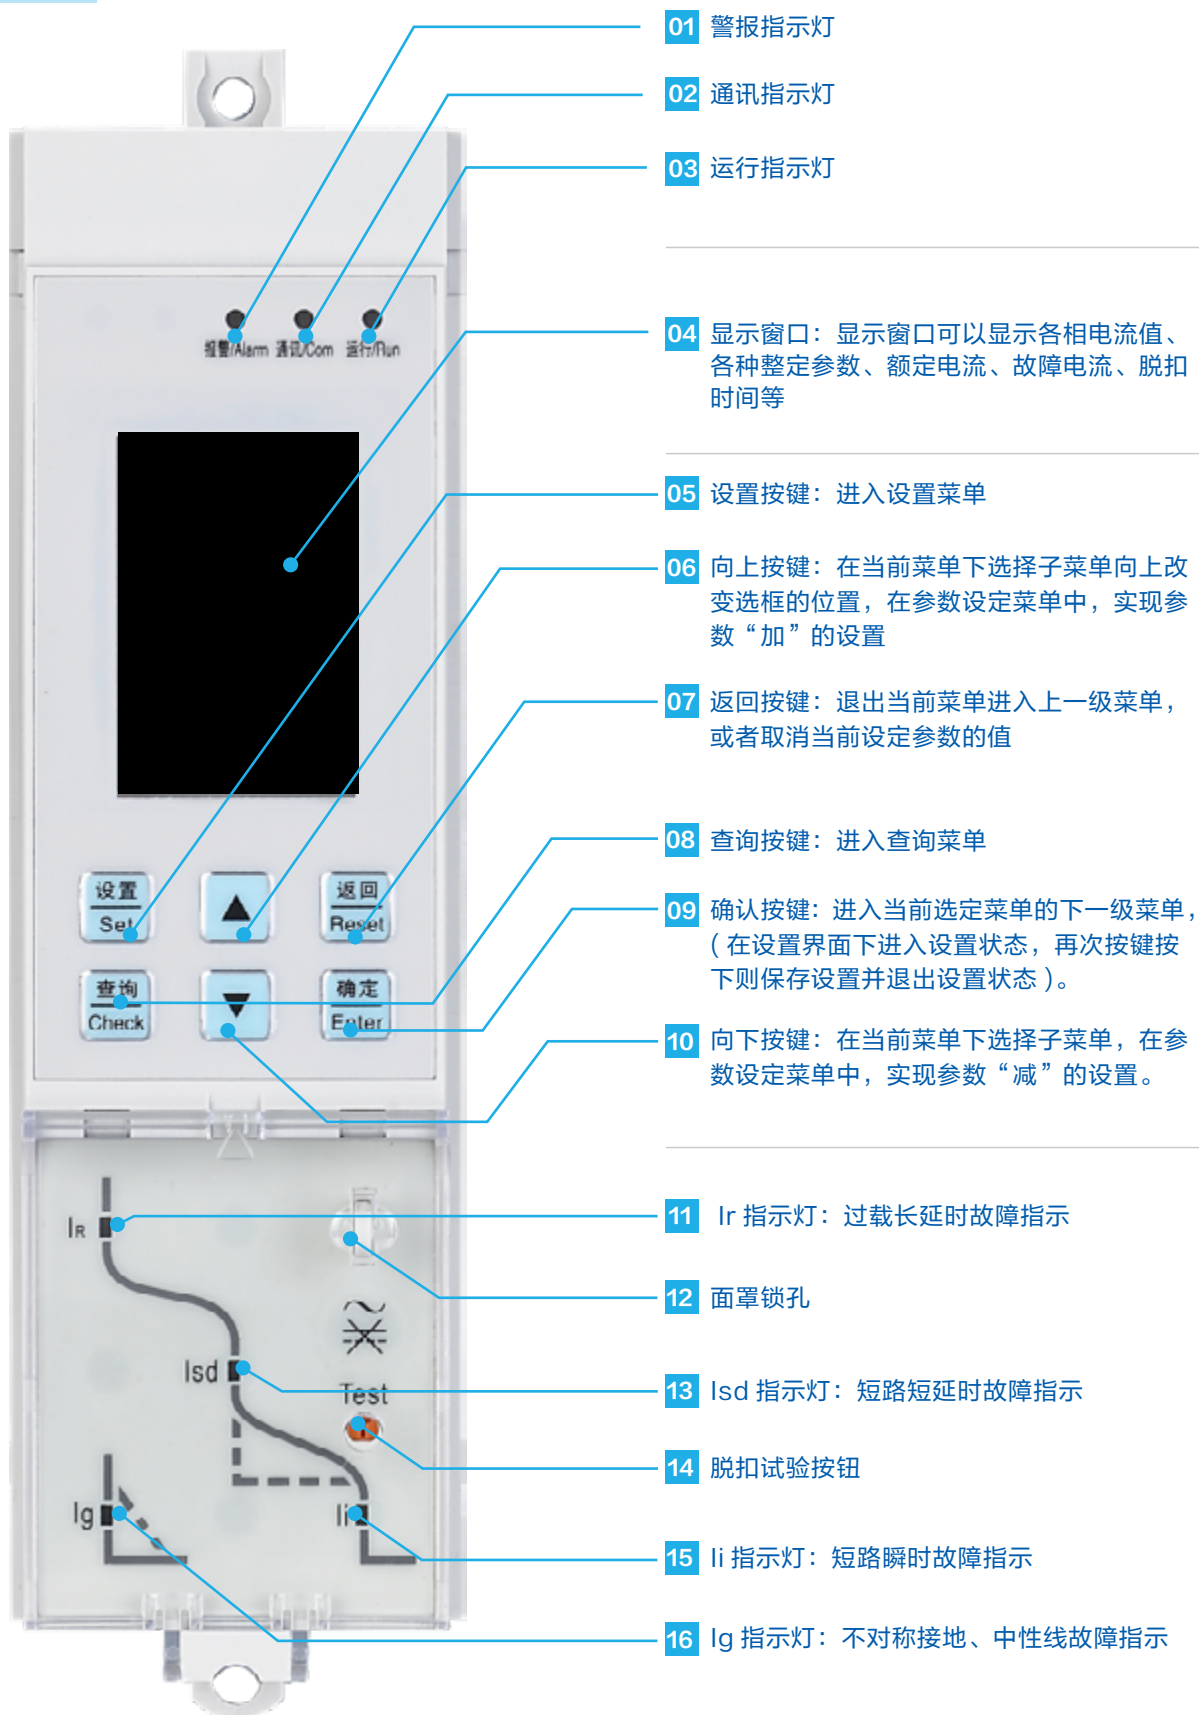 01 警报指示灯
02 通讯指示灯
03 运行指示灯
报警/Alarm 通讯/Com 运行/Run
04 显示窗口：显示窗口可以显示各相电流值、
各种整定参数、额定电流、故障电流、脱扣
时间等
05 设置按键：进入设置菜单
06 向上按键：在当前菜单下选择子菜单向上改
变选框的位置，在参数设定菜单中，实现参
数“加”的设置
07 返回按键：退出当前菜单进入上一级菜单，
或者取消当前设定参数的值
08 查询按键：进入查询菜单
设置 返回
Set Reset
09 确认按键：进入当前选定菜单的下一级菜单，
（在设置界面下进入设置状态，再次按键按
下则保存设置并退出设置状态）。
查询 确定
Check Enter
10 向下按键：在当前菜单下选择子菜单，在参
数设定菜单中，实现参数“减”的设置。
IR
11 Ir 指示灯：过载长延时故障指示
12 面罩锁孔
Isd
13 Isd 指示灯：短路短延时故障指示
Test
14 脱扣试验按钮
Ig Ii
15 Ii 指示灯：短路瞬时故障指示
16 Ig 指示灯：不对称接地、中性线故障指示